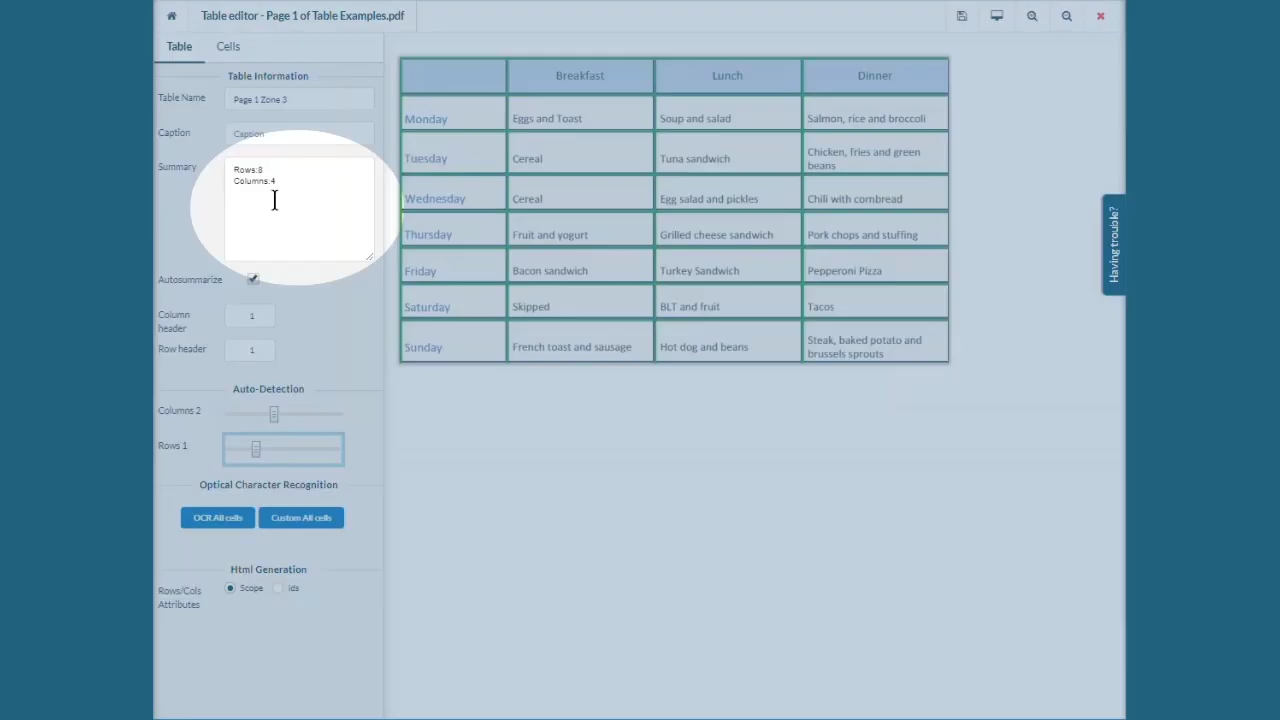 Table editor - Page 1 of Table Examples.pdf
Table Cells
Table Information
Table Name Page 1 Zone 3
Caption Caption
Summary Rows:8
Columns:4
Autosummarize
Column header 1
Row header 1
Auto-Detection
Columns 2
Rows 1
Optical Character Recognition
OCR All cells Custom All cells
Html Generation
Rows/Cols Attributes Scope ids
Breakfast Lunch Dinner
Monday Eggs and Toast Soup and salad Salmon, rice and broccoli
Tuesday Cereal Tuna sandwich Chicken, fries and green beans
Wednesday Cereal Egg salad and pickles Chili with cornbread
Thursday Fruit and yogurt Grilled cheese sandwich Pork chops and stuffing
Friday Bacon sandwich Turkey Sandwich Pepperoni Pizza
Saturday Skipped BLT and fruit Tacos
Sunday French toast and sausage Hot dog and beans Steak, baked potato and brussels sprouts
Having trouble?